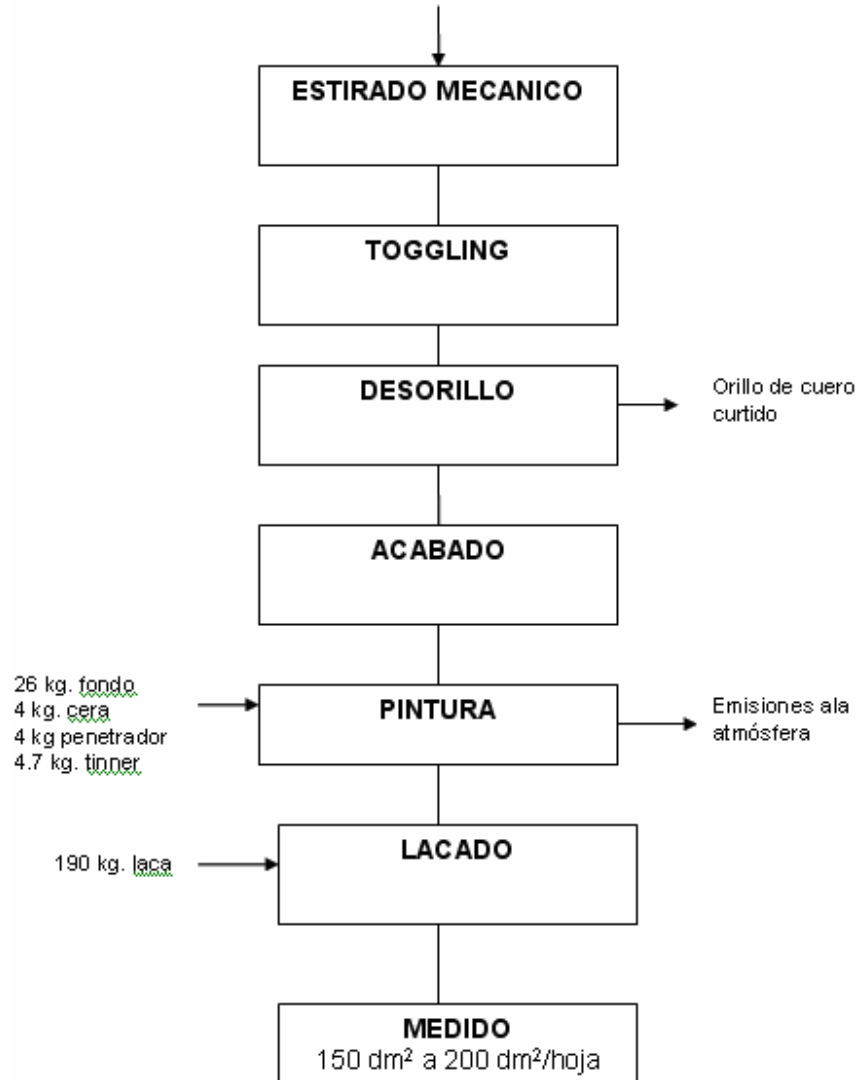 ESTIRADO MECANICO
TOGGLING
DESORILLO
Orillo de cuero
curtido
ACABADO
26 kg. fondo
4 kg. cera
4 kg penetrador
4.7 kg. tinner
PINTURA
Emisiones ala
atmósfera
190 kg. laca
LACADO
MEDIDO
150 dm² a 200 dm²/hoja